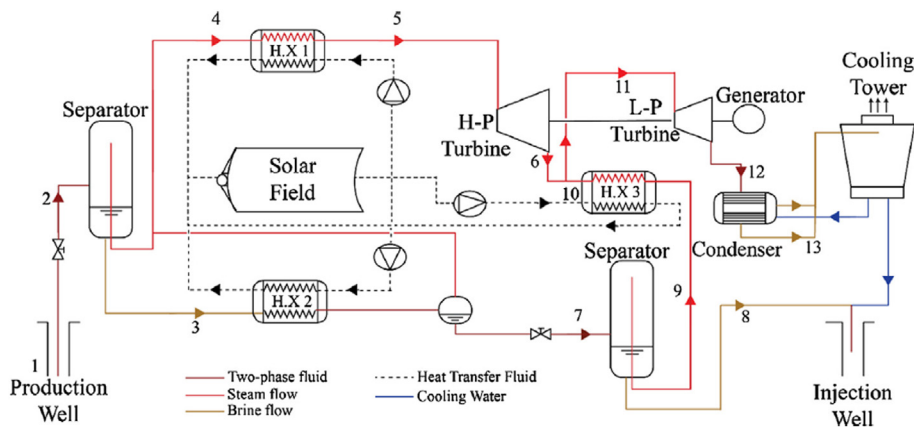 4
5
H.X 1
Cooling
Tower
Separator
11
Generator
L-P
Turbine
H-P
Turbine
Solar
Field
6
2
10
H.X 3
12
Condenser
13
Separator
H.X 2
3
7
9
8
1
Production
Well
Two-phase fluid
Steam flow
Brine flow
Heat Transfer Fluid
Cooling Water
Injection
Well